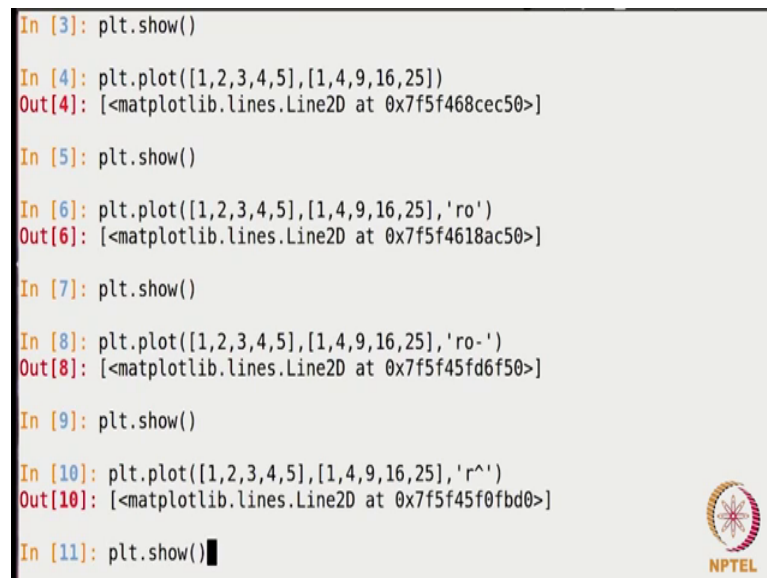 In [3]: plt.show()
In [4]: plt.plot([1,2,3,4,5],[1,4,9,16,25])
Out[4]: [<matplotlib.lines.Line2D at 0x7f5f468cec50>]
In [5]: plt.show()
In [6]: plt.plot([1,2,3,4,5],[1,4,9,16,25],'ro')
Out[6]: [<matplotlib.lines.Line2D at 0x7f5f4618ac50>]
In [7]: plt.show()
In [8]: plt.plot([1,2,3,4,5],[1,4,9,16,25],'ro-')
Out[8]: [<matplotlib.lines.Line2D at 0x7f5f45fd6f50>]
In [9]: plt.show()
In [10]: plt.plot([1,2,3,4,5],[1,4,9,16,25],'r^')
Out[10]: [<matplotlib.lines.Line2D at 0x7f5f45f0fbd0>]
In [11]: plt.show()
NPTEL